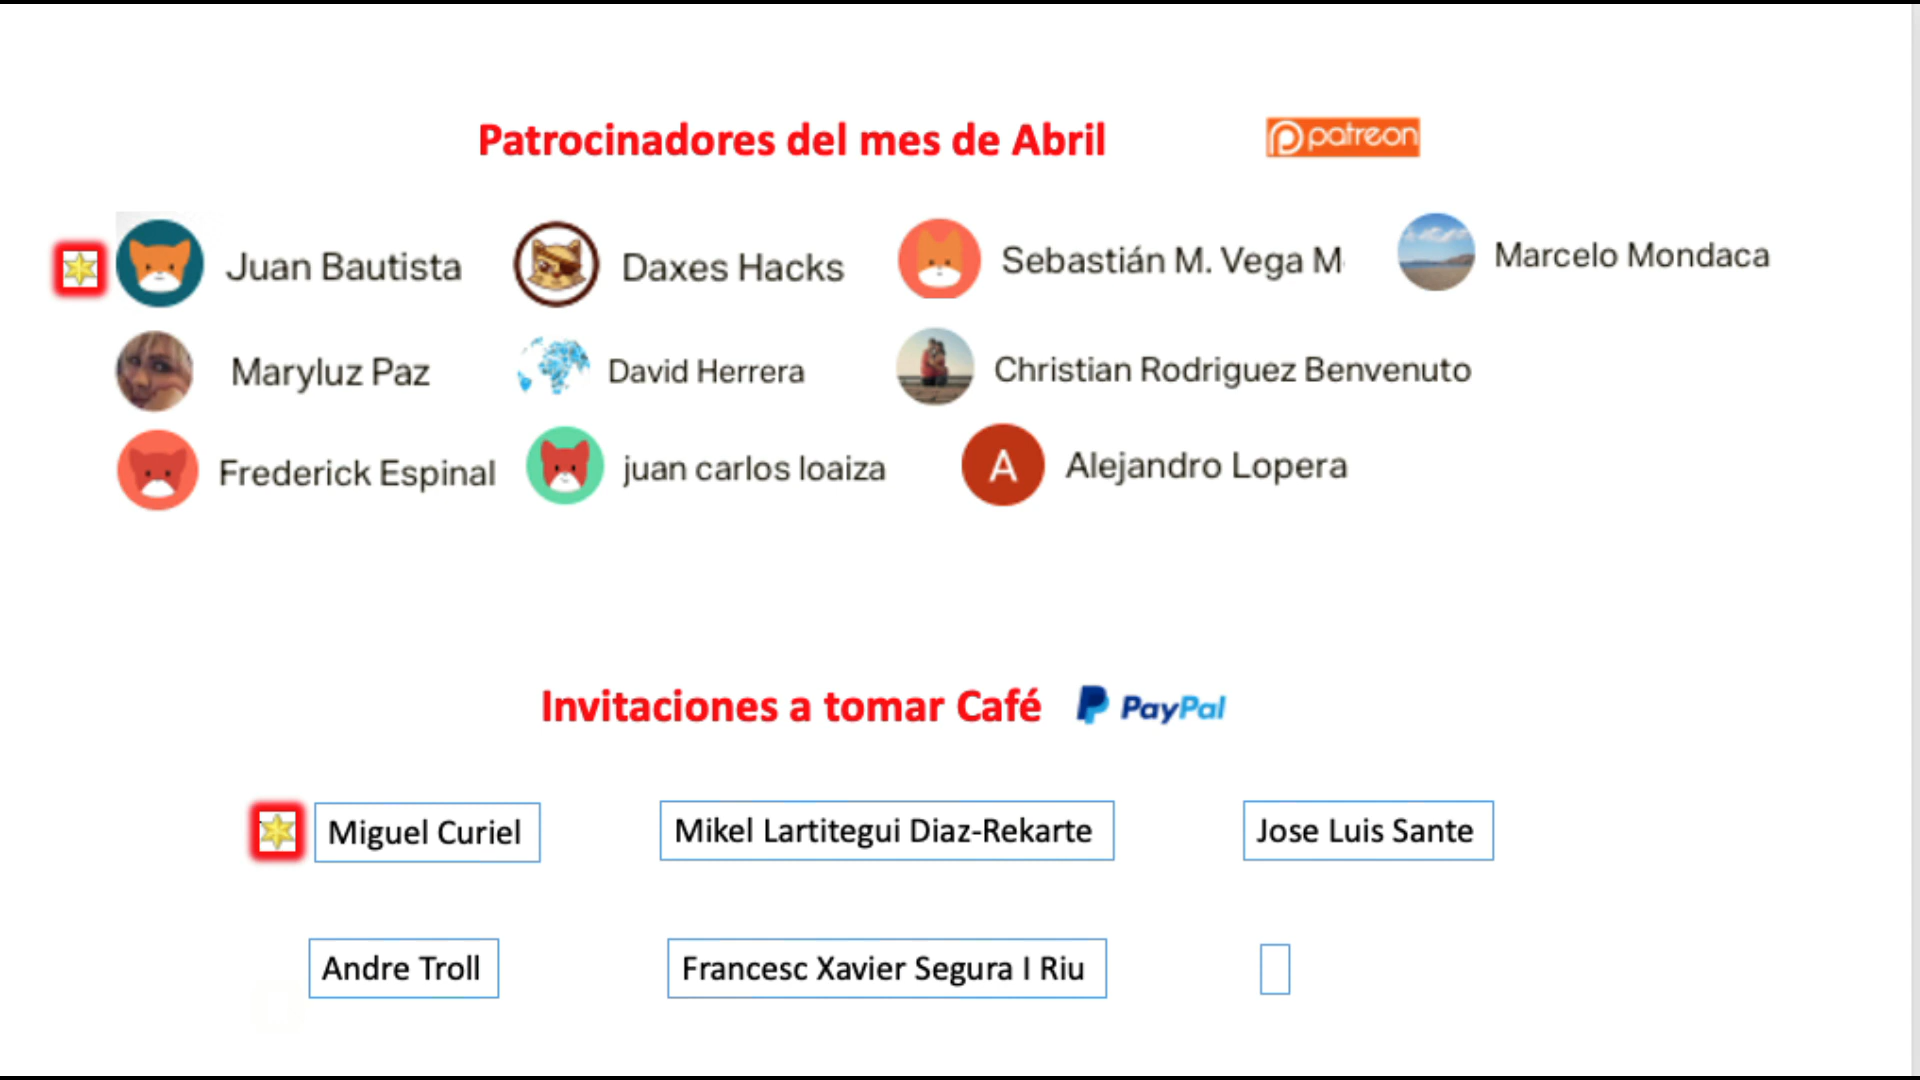 Patrocinadores del mes de Abril patreon
Juan Bautista Daxes Hacks Sebastián M. Vega M Marcelo Mondaca
Maryluz Paz David Herrera Christian Rodriguez Benvenuto
Frederick Espinal juan carlos loaiza A Alejandro Lopera
Invitaciones a tomar Café PayPal
Miguel Curiel Mikel Lartitegui Diaz-Rekarte Jose Luis Sante
Andre Troll Francesc Xavier Segura I Riu